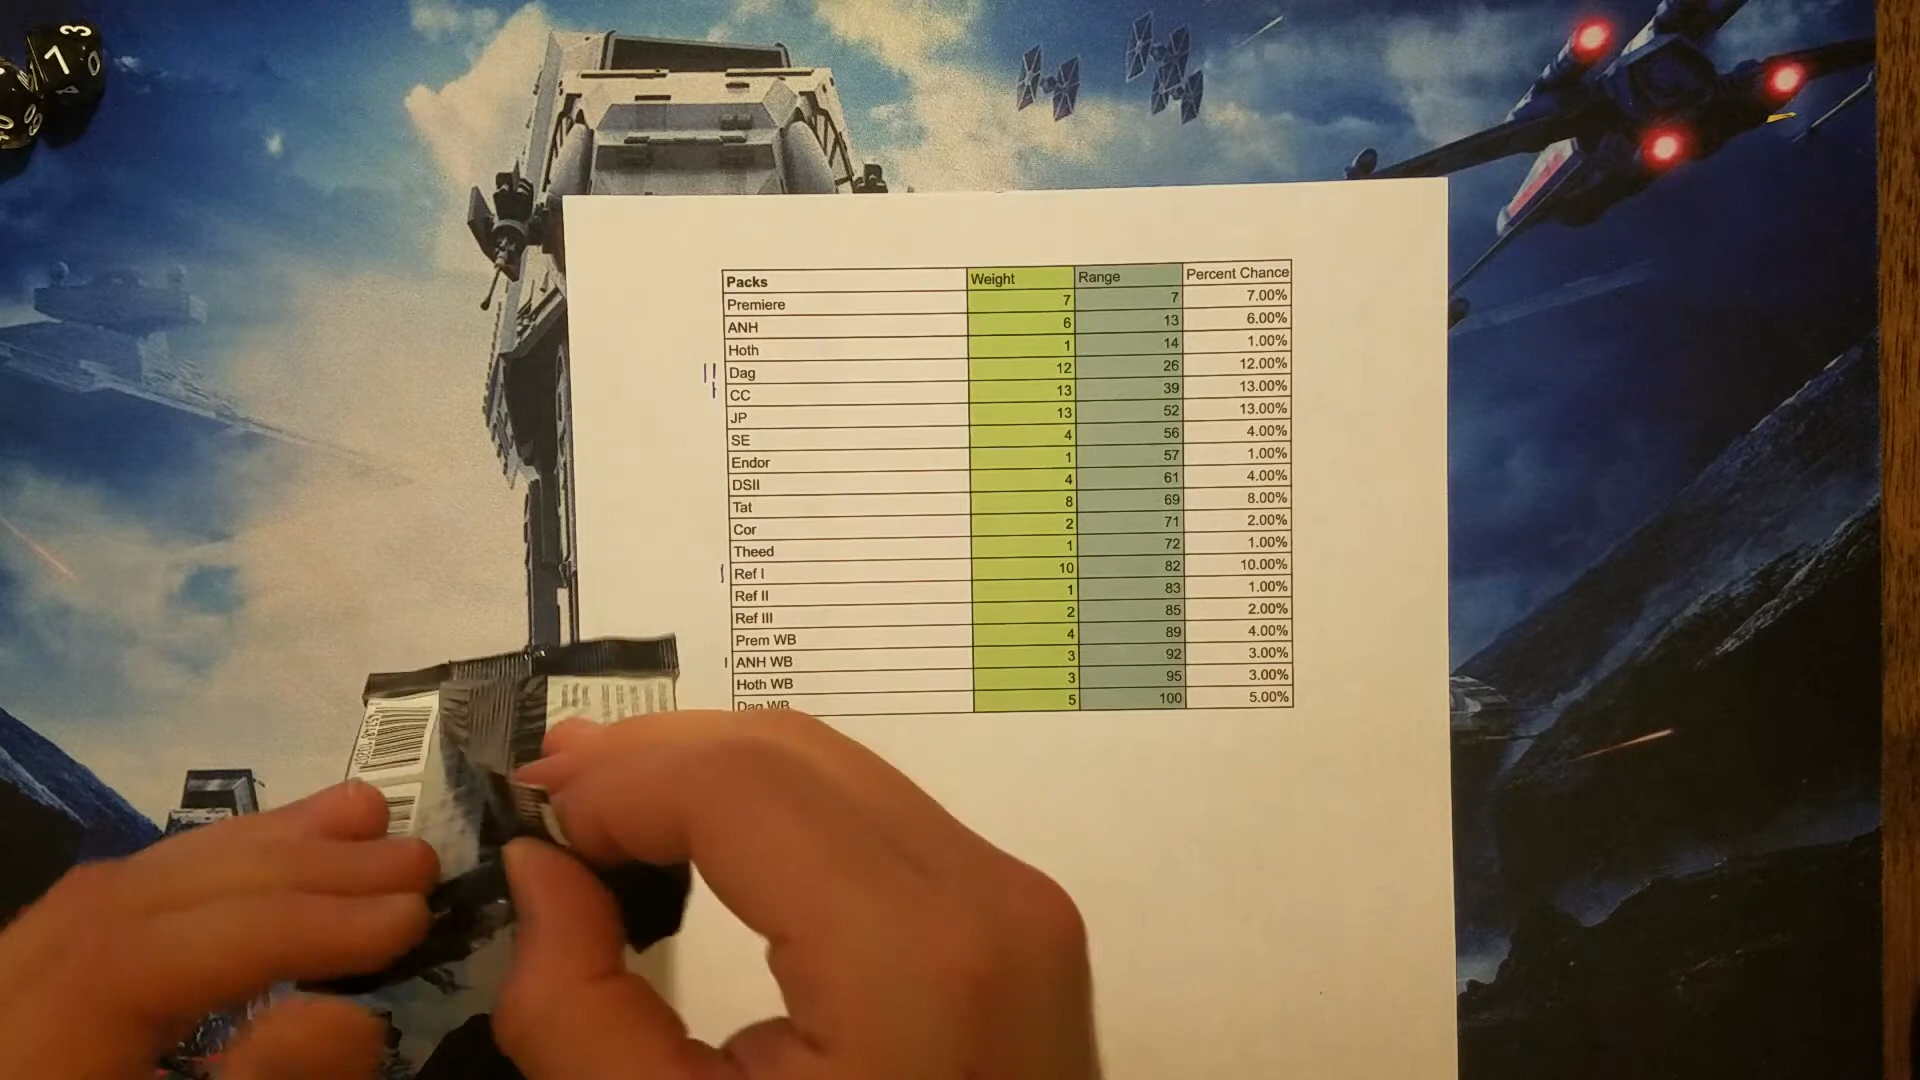 Packs Weight Range Percent Chance
Premiere 7 7 7.00%
ANH 6 13 6.00%
Hoth 1 14 1.00%
Dag 12 26 12.00%
CC 13 39 13.00%
JP 13 52 13.00%
SE 4 56 4.00%
Endor 1 57 1.00%
DSII 4 61 4.00%
Tat 8 69 8.00%
Cor 2 71 2.00%
Theed 1 72 1.00%
Ref I 10 82 10.00%
Ref II 1 83 1.00%
Ref III 2 85 2.00%
Prem WB 4 89 4.00%
ANH WB 3 92 3.00%
Hoth WB 3 95 3.00%
Dag WB 5 100 5.00%